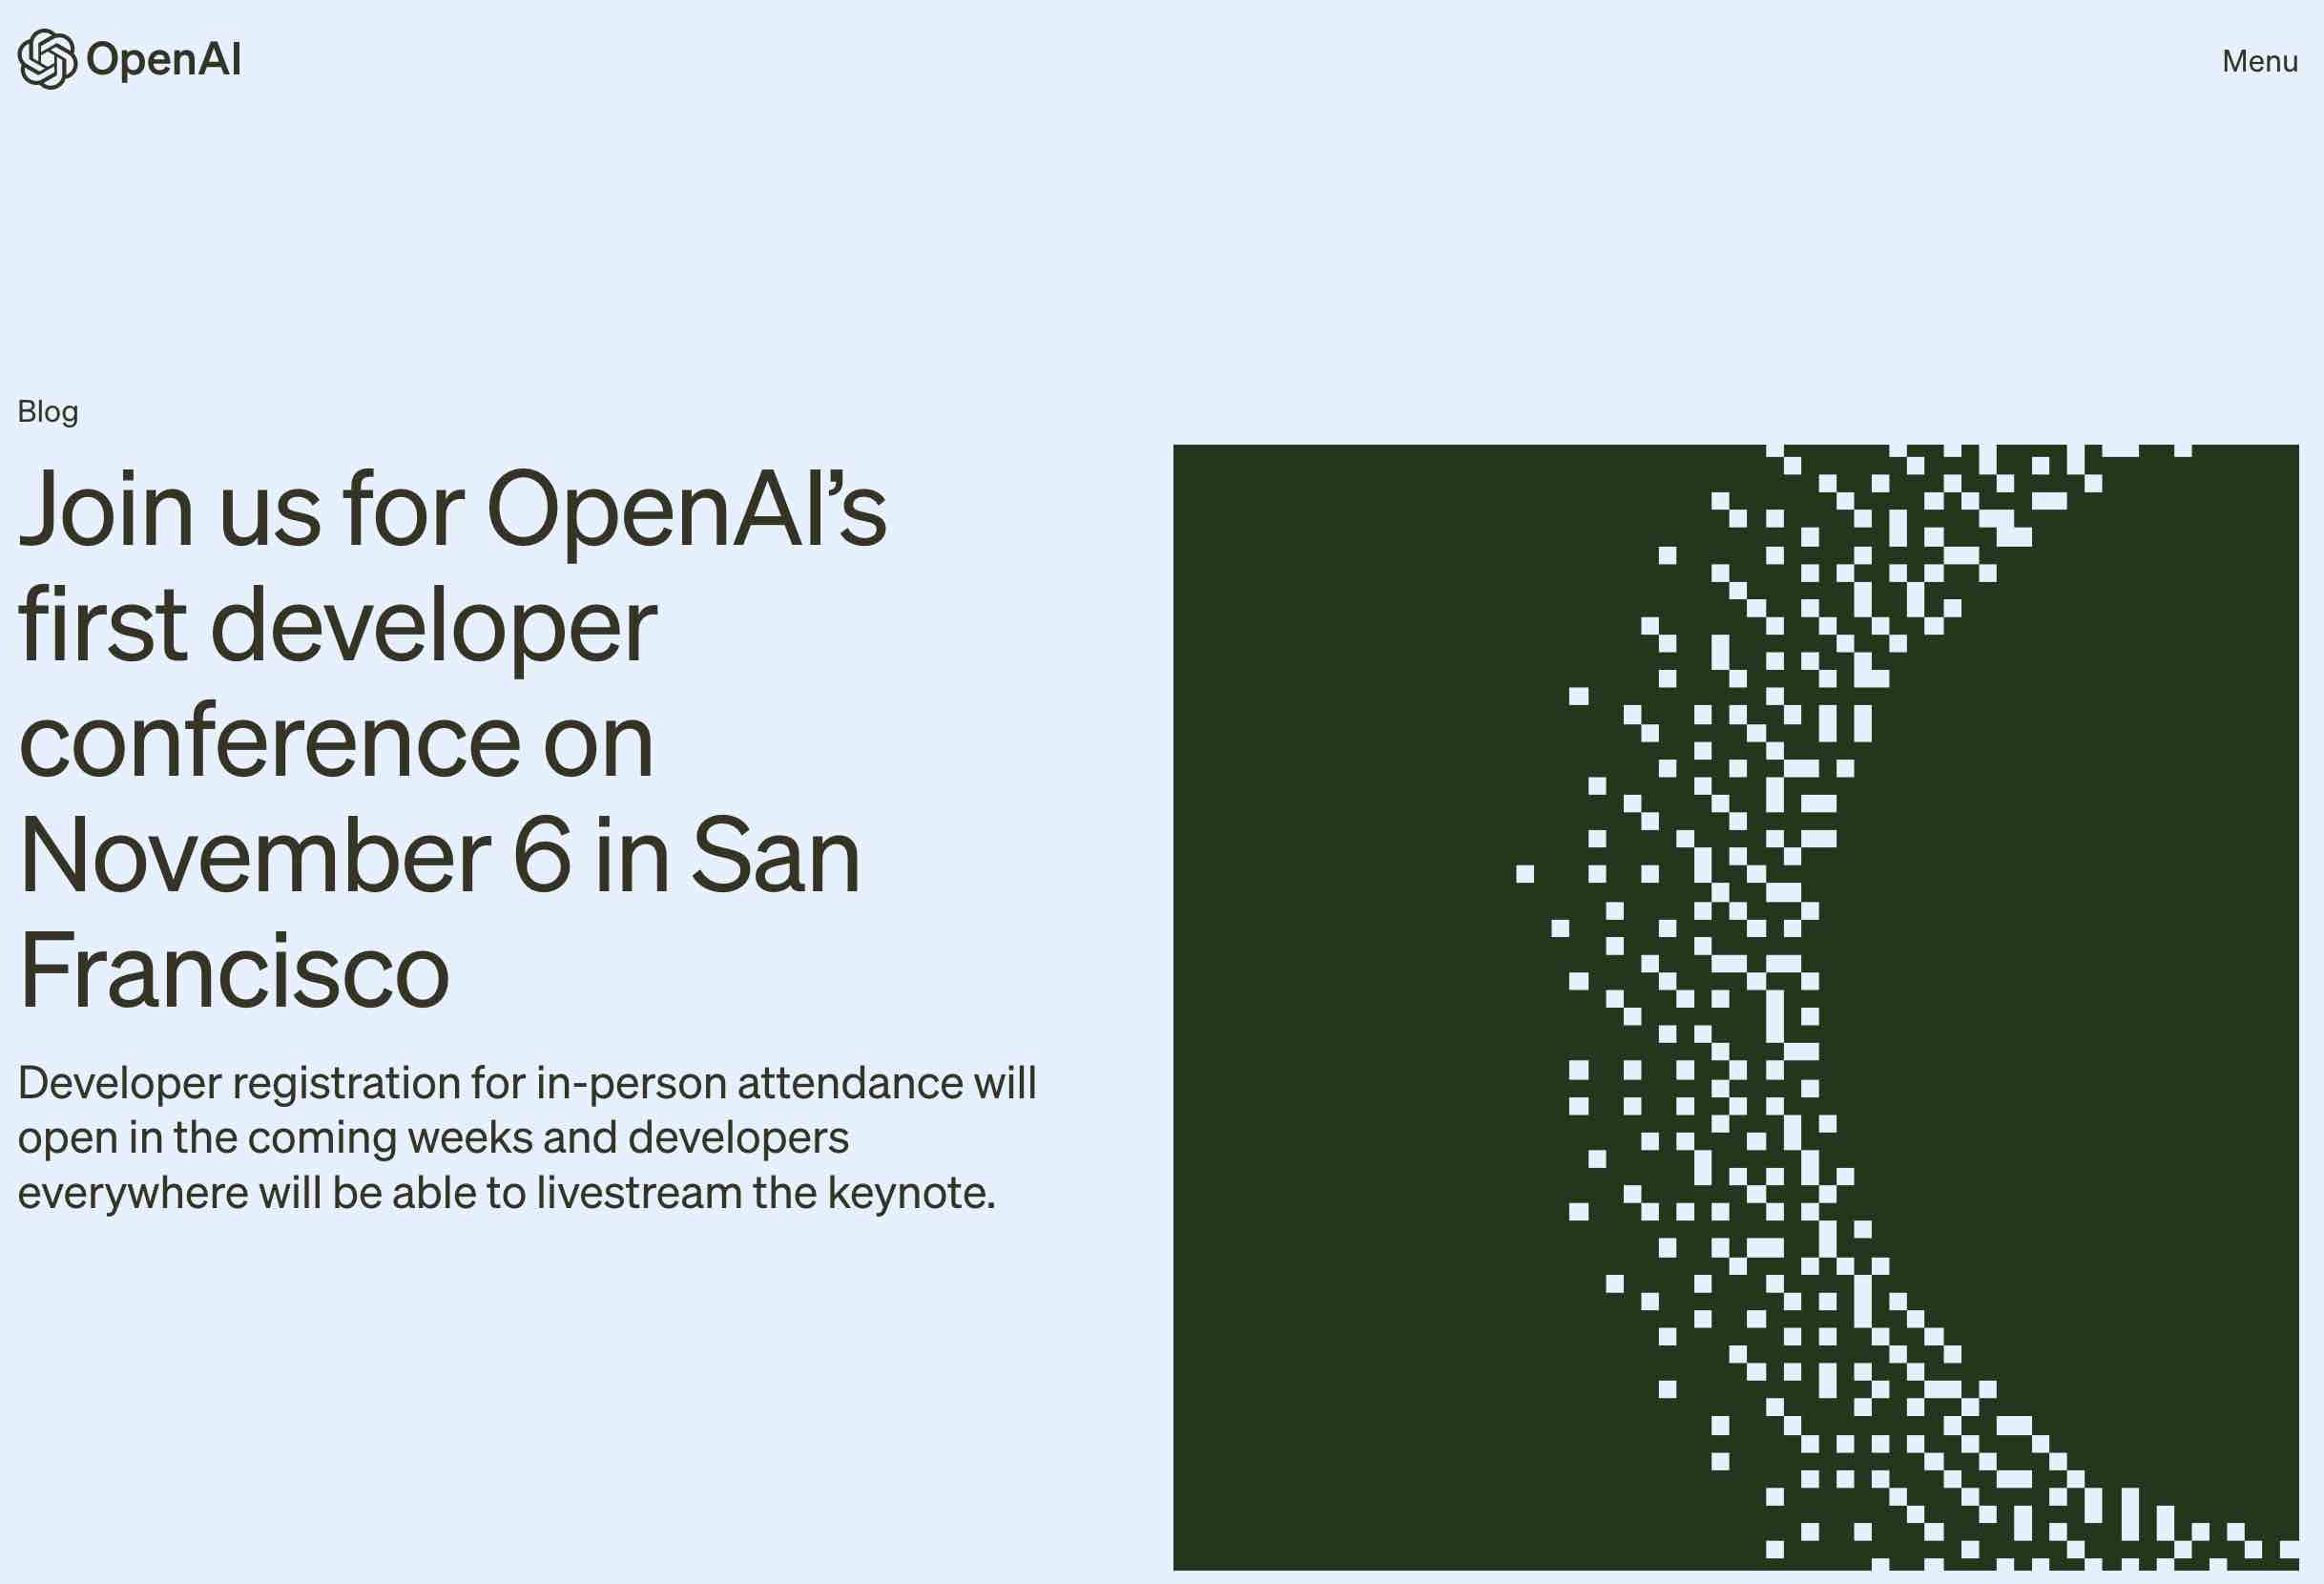 OpenAI
Menu
Blog
Join us for OpenAI’s
first developer
conference on
November 6 in San
Francisco
Developer registration for in-person attendance will
open in the coming weeks and developers
everywhere will be able to livestream the keynote.